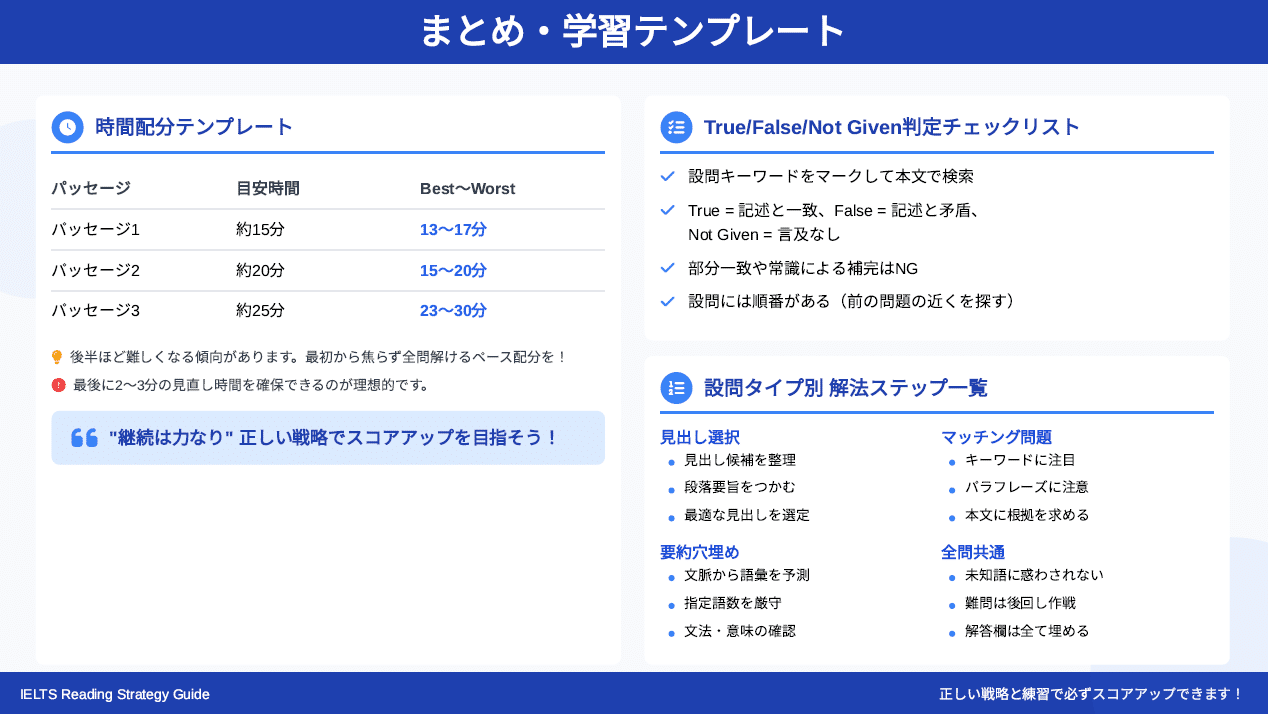 まとめ・学習テンプレート
時間配分テンプレート
パッセージ 目安時間 Best〜Worst
パッセージ1 約15分 13〜17分
パッセージ2 約20分 15〜20分
パッセージ3 約25分 23〜30分
後半ほど難しくなる傾向があります。最初から焦らず全問解けるペース配分を！
最後に2〜3分の見直し時間を確保できるのが理想的です。
"継続は力なり" 正しい戦略でスコアアップを目指そう！
True/False/Not Given判定チェックリスト
設問キーワードをマークして本文で検索
True = 記述と一致、False = 記述と矛盾、
Not Given = 言及なし
部分一致や常識による補完はNG
設問には順番がある（前の問題の近くを探す）
設問タイプ別 解法ステップ一覧
見出し選択
見出し候補を整理
段落要旨をつかむ
最適な見出しを選定
マッチング問題
キーワードに注目
パラフレーズに注意
本文に根拠を求める
要約穴埋め
文脈から語彙を予測
指定語数を厳守
文法・意味の確認
全問共通
未知語に惑わされない
難問は後回し作戦
解答欄は全て埋める
IELTS Reading Strategy Guide
正しい戦略と練習で必ずスコアアップできます！